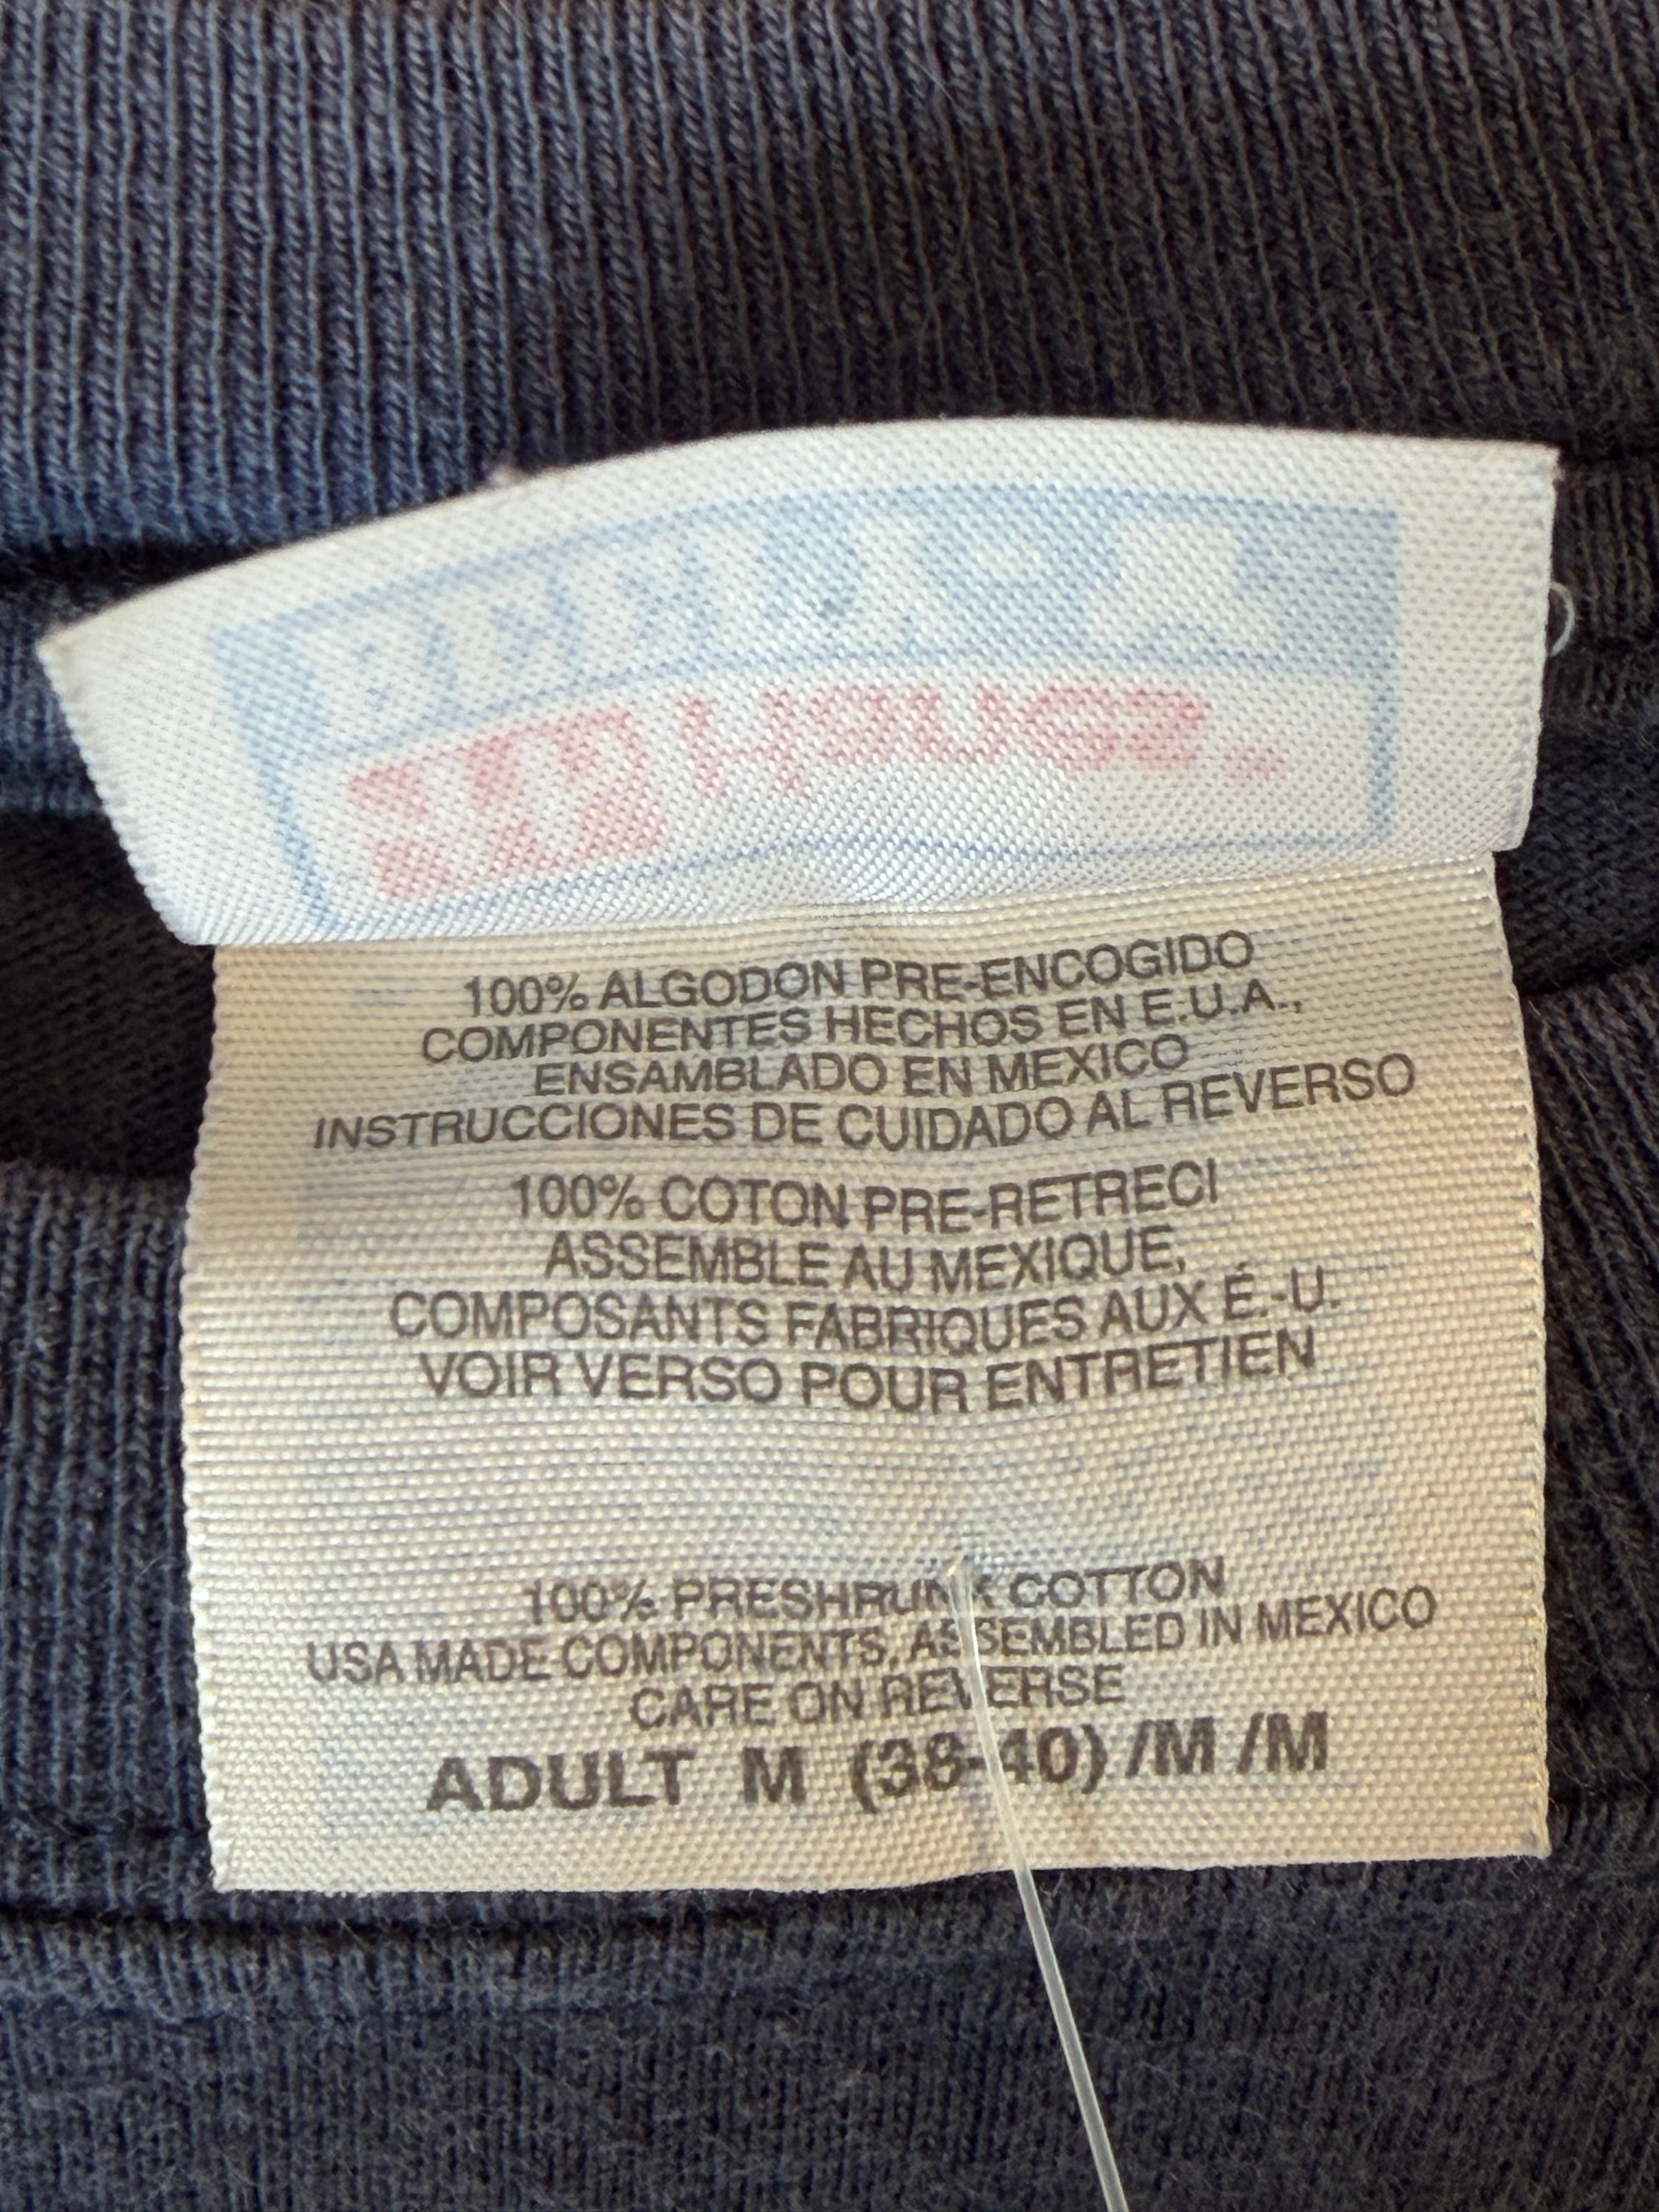 100% ALGODON PRE-ENCOGIDO
COMPONENTES HECHOS EN E.U.A.,
ENSAMBLADO EN MEXICO
INSTRUCCIONES DE CUIDADO AL REVERSO
100% COTON PRE-RETRECI
ASSEMBLE AU MEXIQUE,
COMPOSANTS FABRIQUES AUX É.-U.
VOIR VERSO POUR ENTRETIEN
100% PRESHRUNK COTTON
USA MADE COMPONENTS, ASSEMBLED IN MEXICO
CARE ON REVERSE
ADULT M (38-40) /M /M